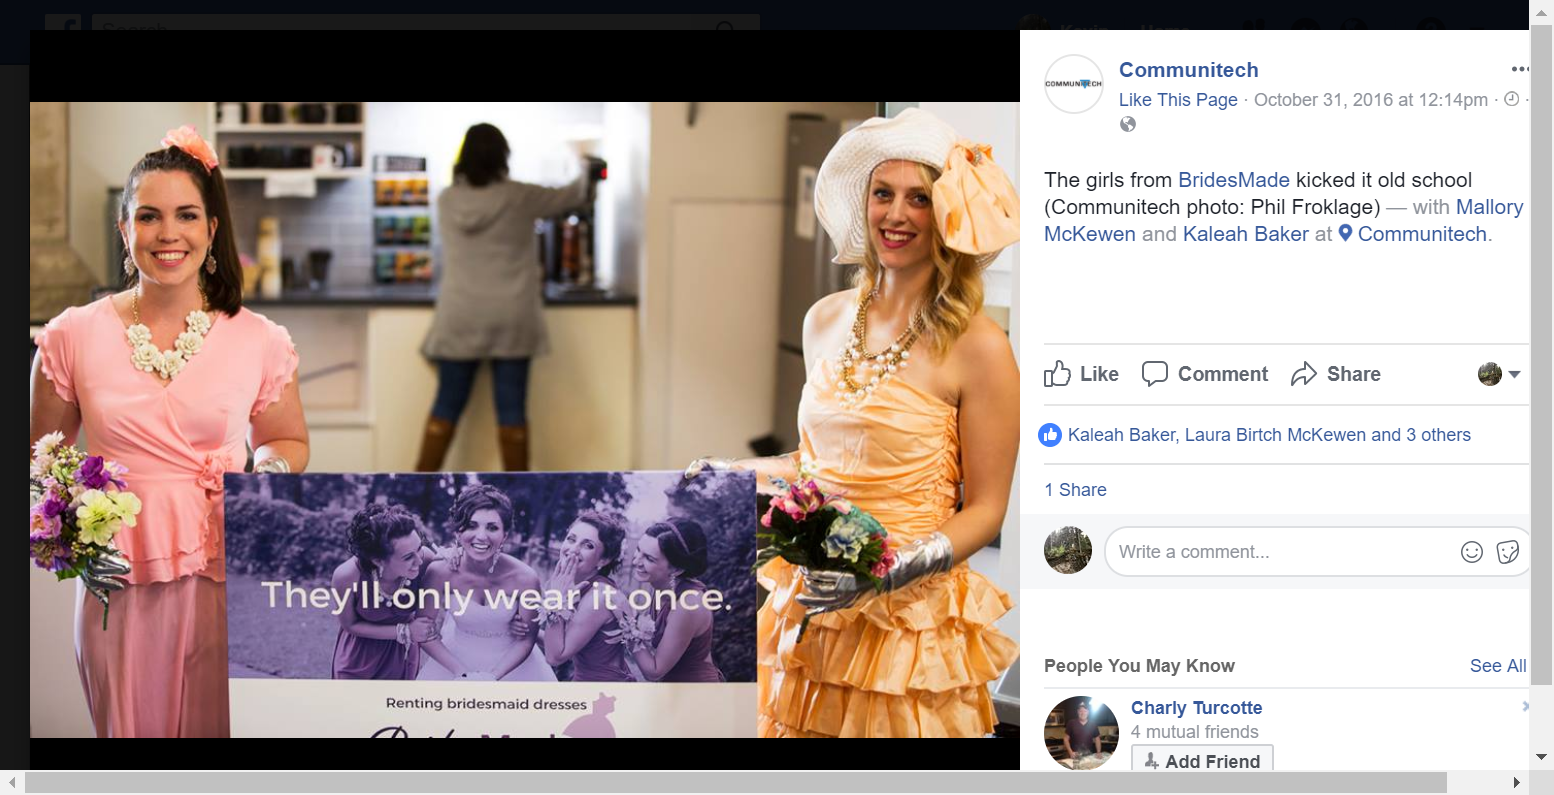 Search
Communitech
COMMUNITECH
Like This Page · October 31, 2016 at 12:14pm ·
The girls from BridesMade kicked it old school
(Communitech photo: Phil Froklage) — with Mallory
McKewen and Kaleah Baker at Communitech.
Like Comment Share
Kaleah Baker, Laura Birtch McKewen and 3 others
1 Share
Write a comment...
People You May Know
See All
Charly Turcotte
4 mutual friends
Add Friend
They'll only wear it once.
Renting bridesmaid dresses